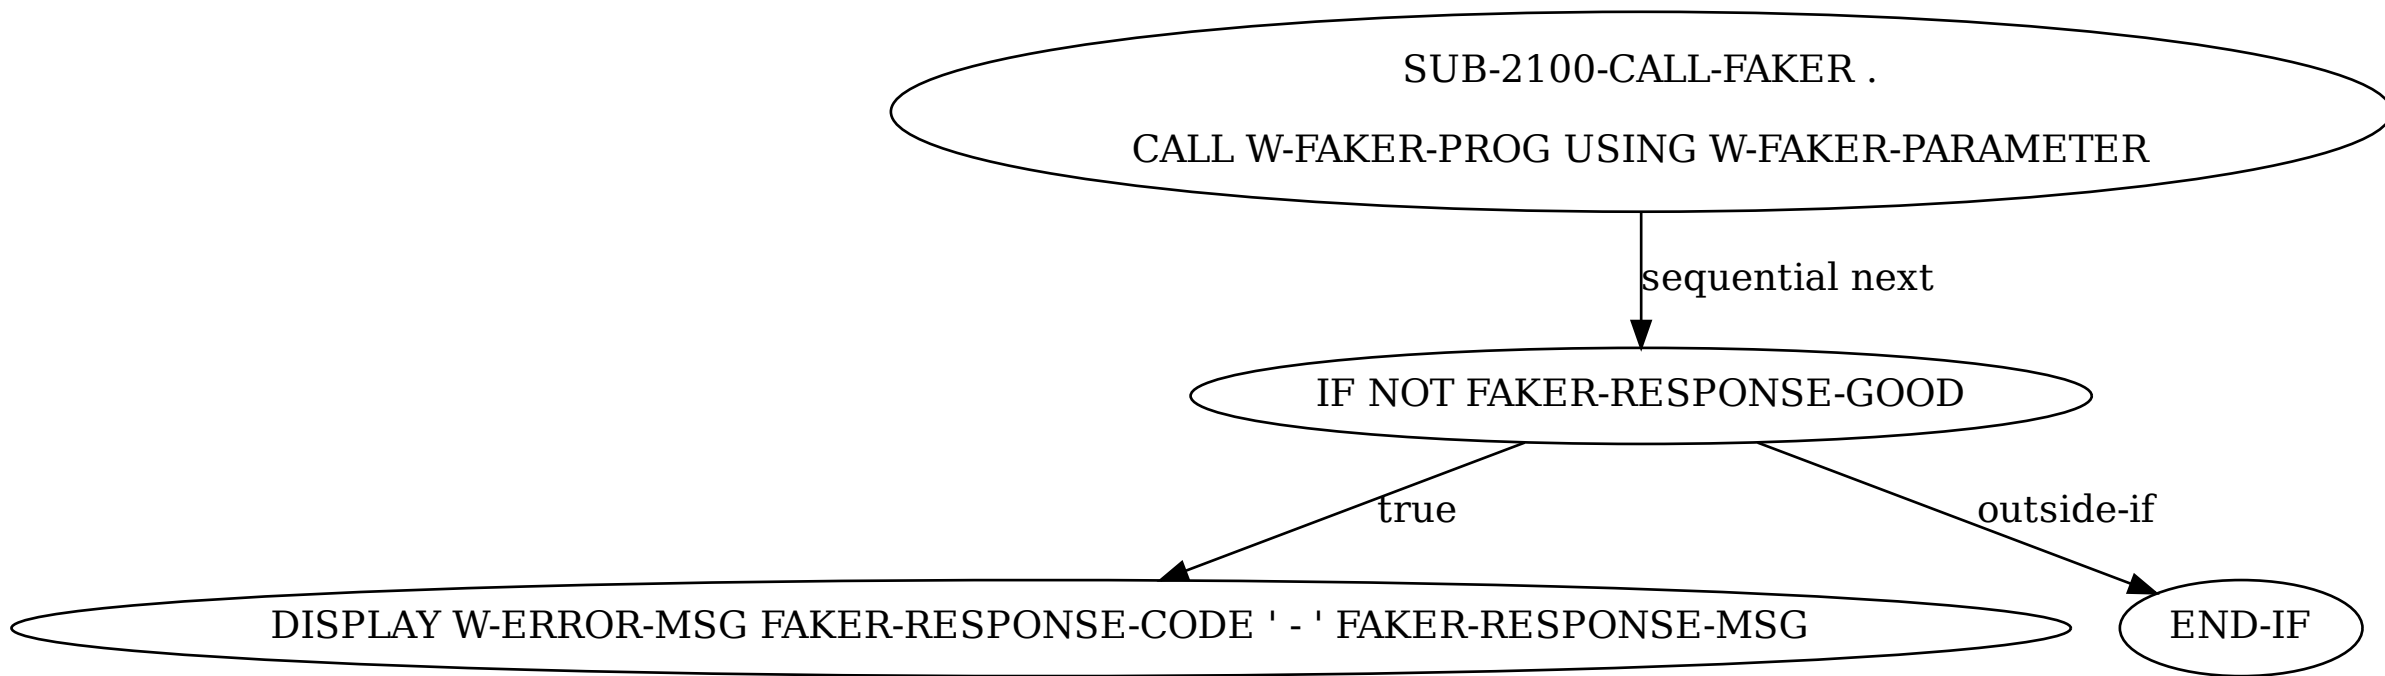 SUB-2100-CALL-FAKER .
CALL W-FAKER-PROG USING W-FAKER-PARAMETER
sequential next
IF NOT FAKER-RESPONSE-GOOD
true
outside-if
DISPLAY W-ERROR-MSG FAKER-RESPONSE-CODE ' - ' FAKER-RESPONSE-MSG
END-IF